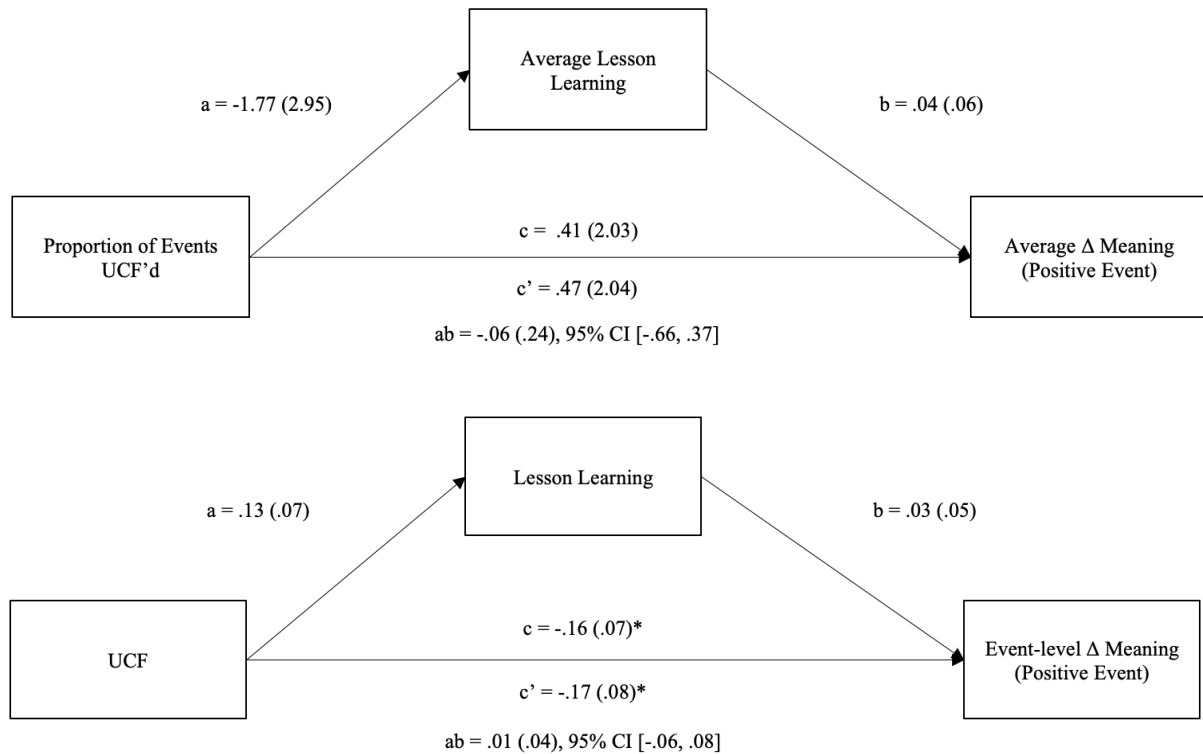 Average Lesson
Learning
a = -1.77 (2.95)
b = .04 (.06)
Proportion of Events
UCF’d
c =  .41 (2.03)
c’ = .47 (2.04)
ab = -.06 (.24), 95% CI [-.66, .37]
Average Δ Meaning
(Positive Event)
Lesson Learning
a = .13 (.07)
b = .03 (.05)
UCF
c = -.16 (.07)*
c’ = -.17 (.08)*
ab = .01 (.04), 95% CI [-.06, .08]
Event-level Δ Meaning
(Positive Event)